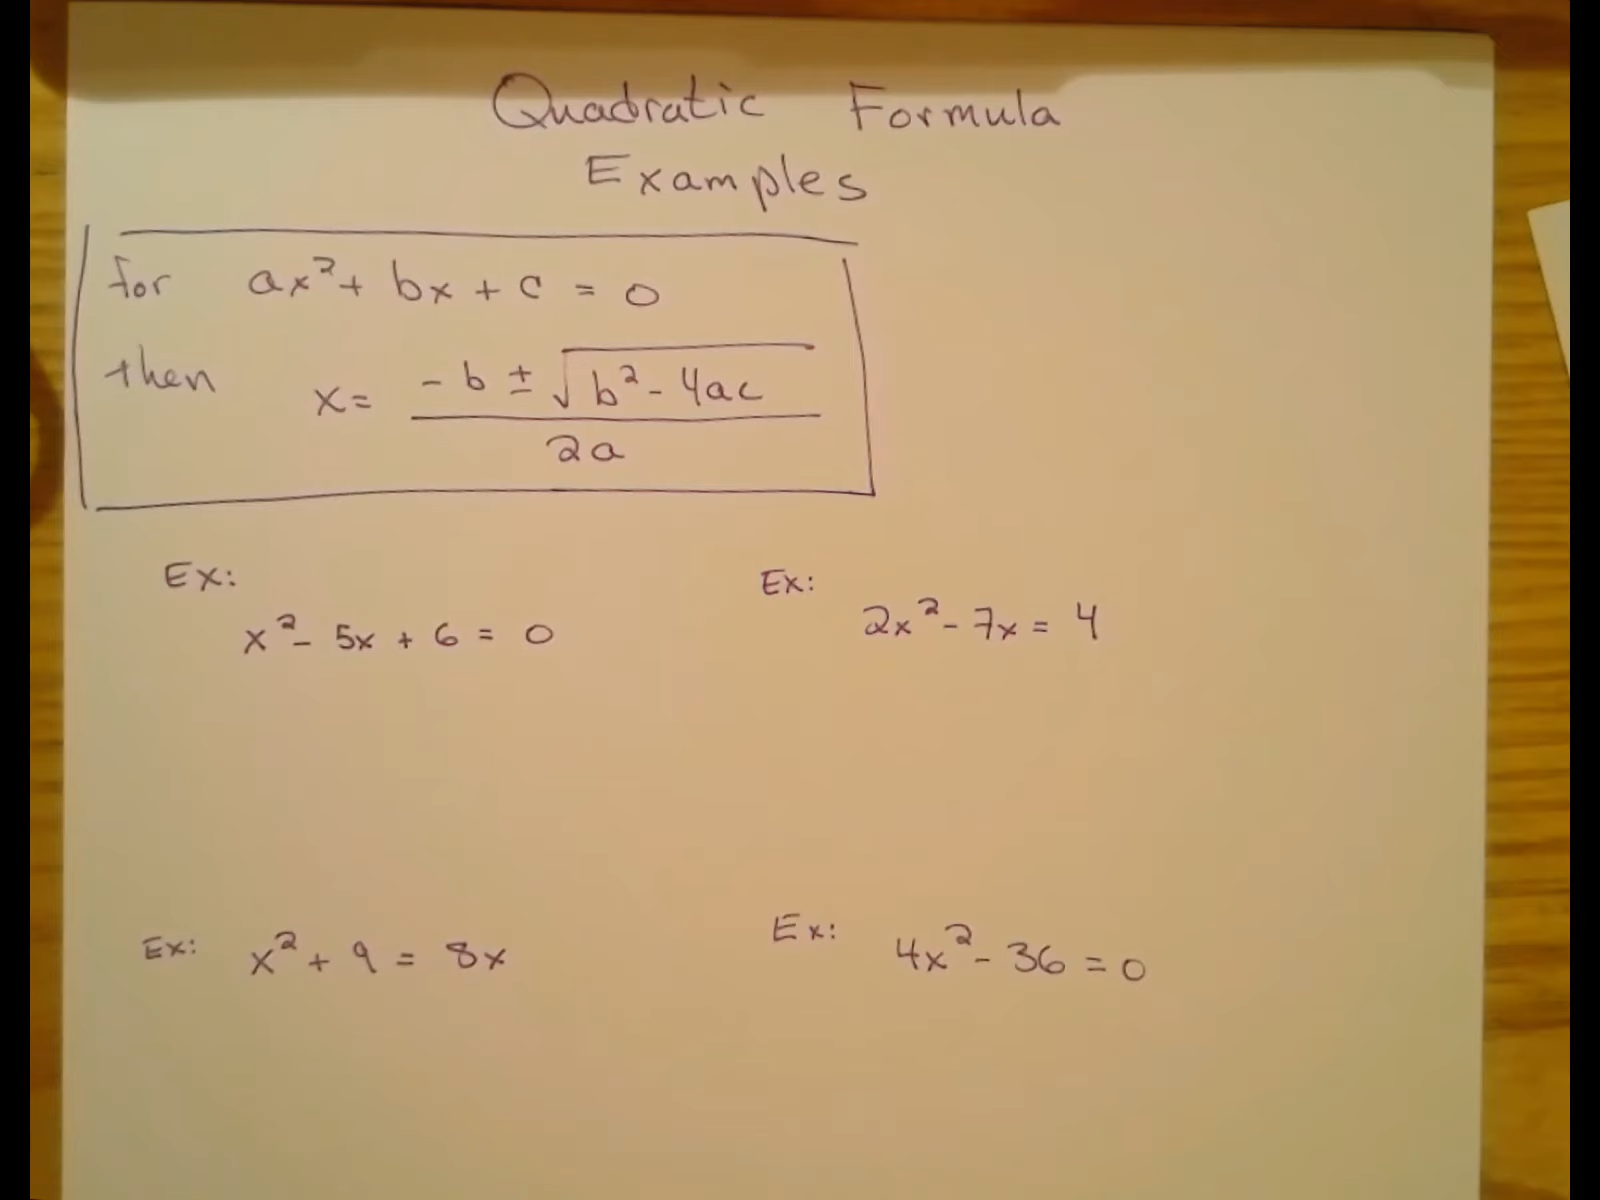 Quadratic Formula
Examples
for ax² + bx + c = 0
then x = -b ± √(b² - 4ac) / 2a
Ex:
x² - 5x + 6 = 0
Ex:
2x² - 7x = 4
Ex: x² + 9 = 8x
Ex:
4x² - 36 = 0